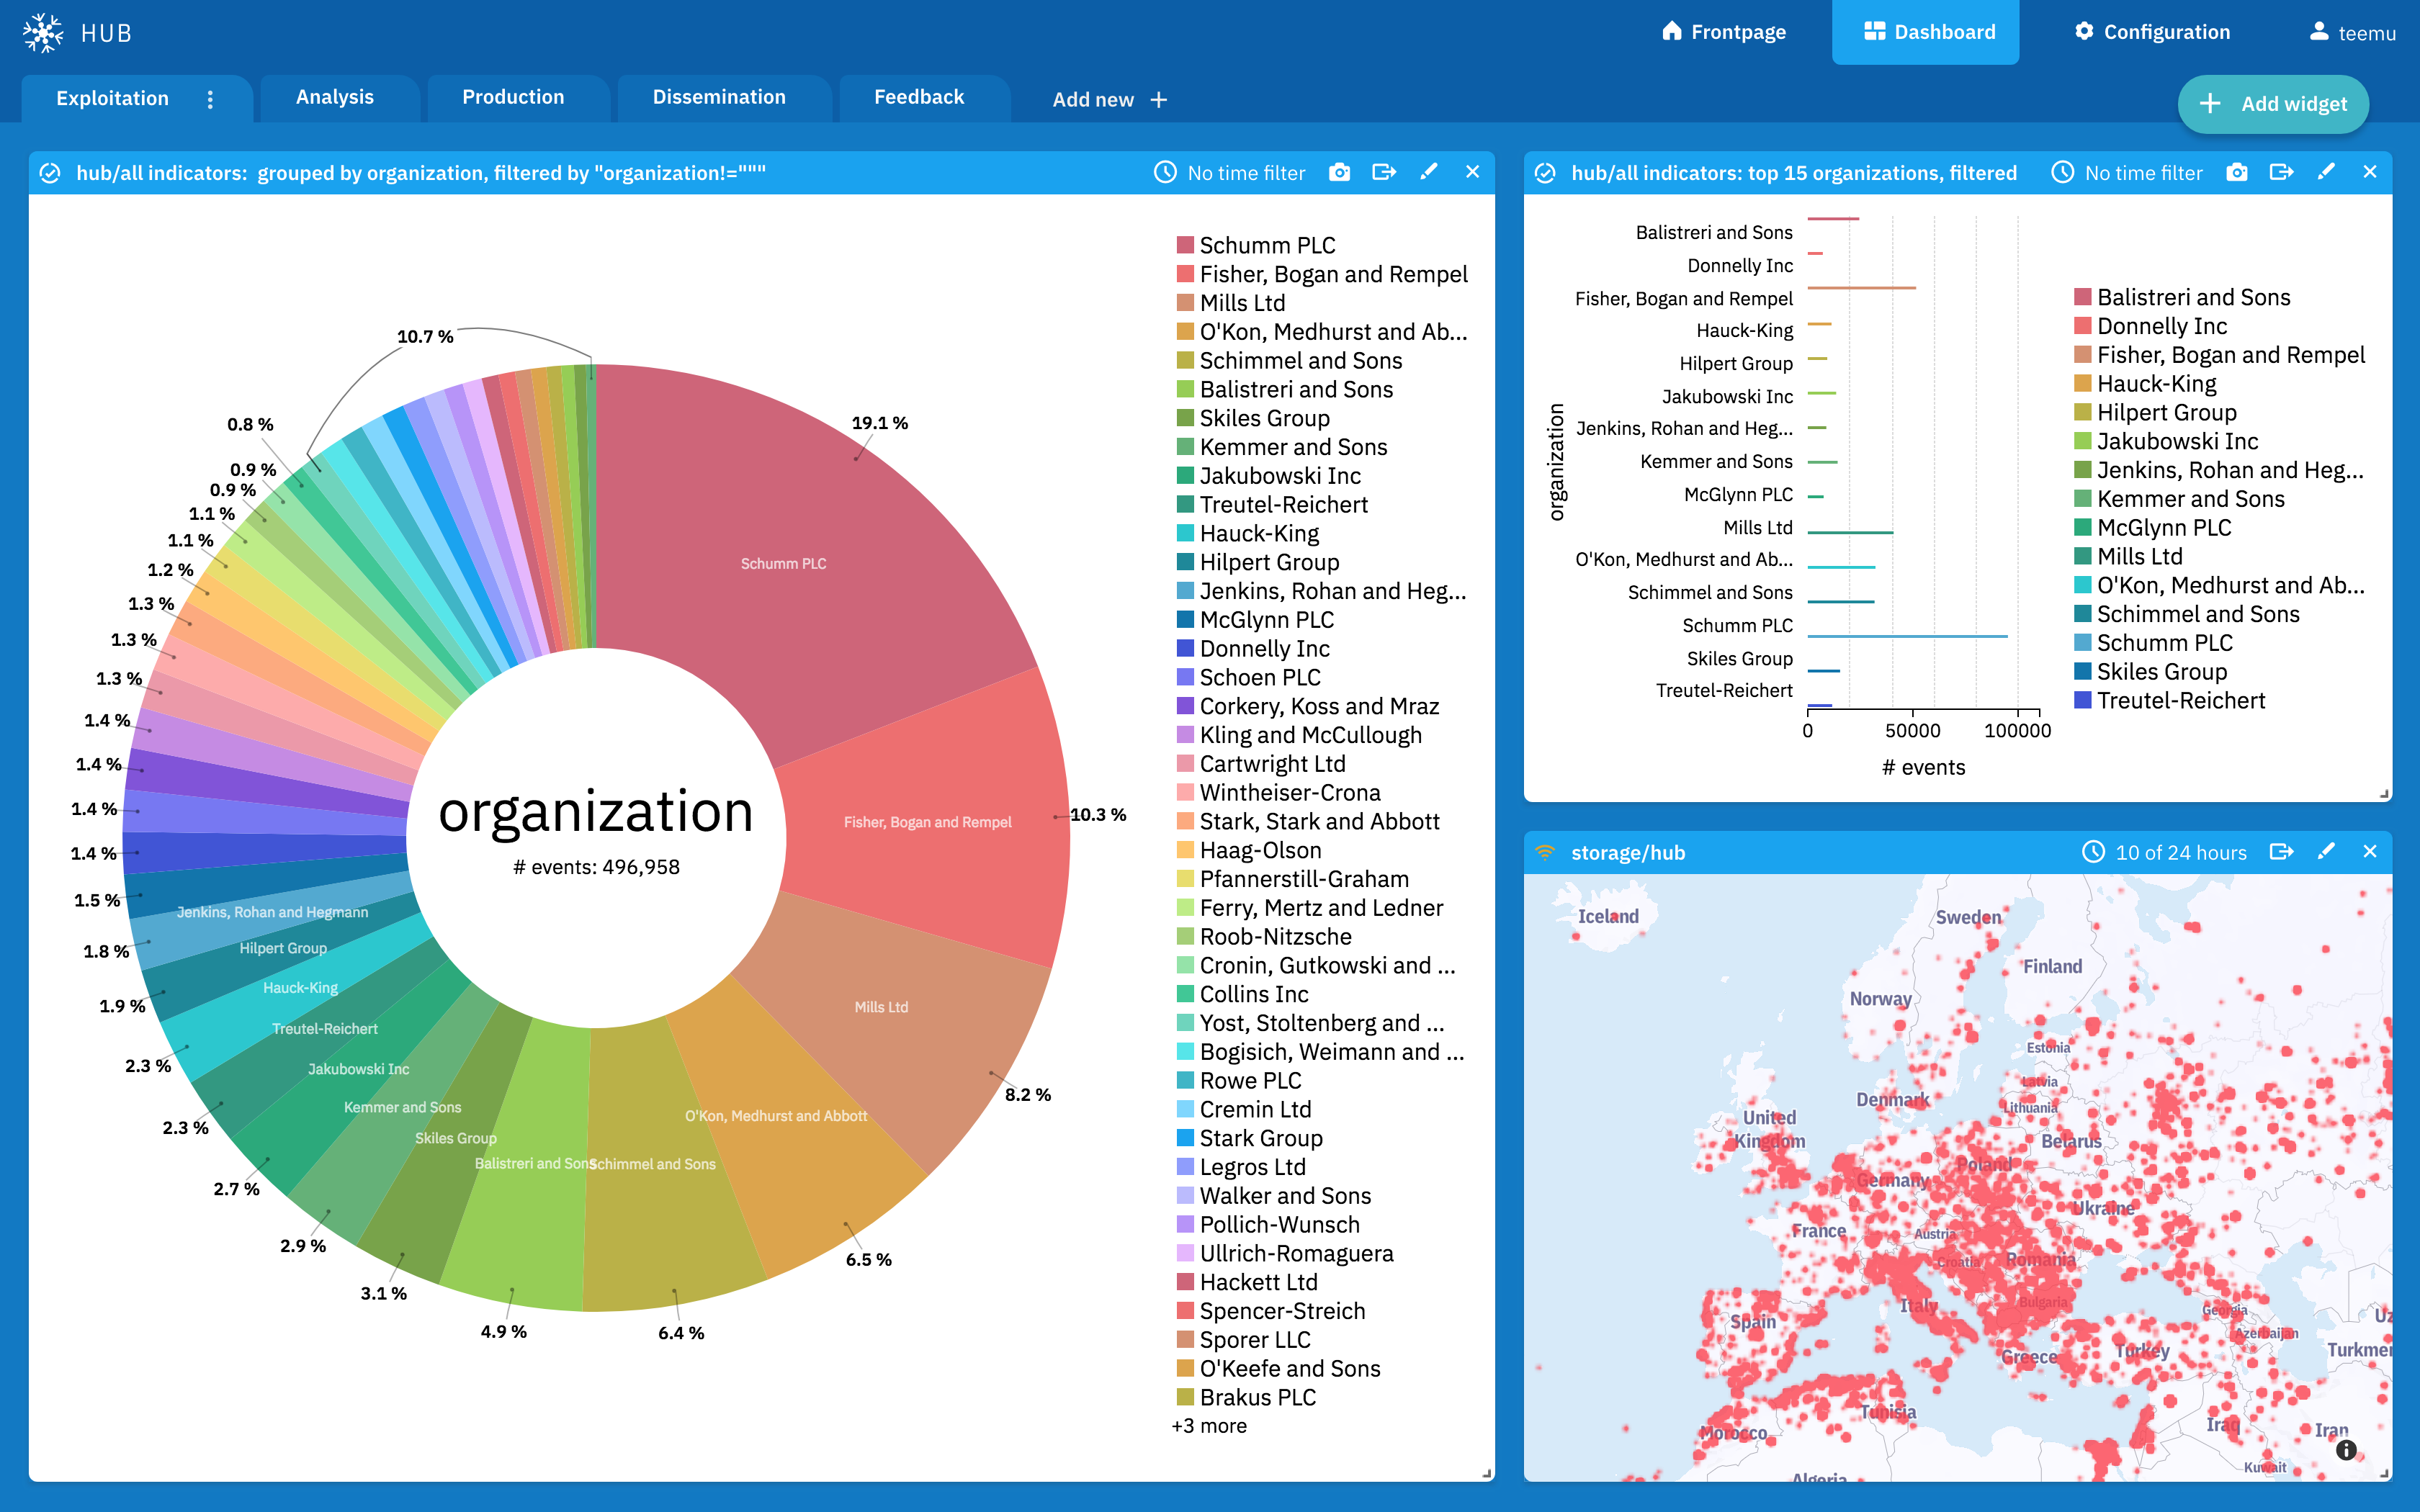 HUB
Frontpage
Dashboard
Configuration
teemu
Exploitation
Analysis
Production
Dissemination
Feedback
Add new
Add widget
hub/all indicators:  grouped by organization, filtered by "organization!="""
No time filter
10.7 %
0.8 %
0.9 %
0.9 %
1.1 %
1.1 %
1.2 %
1.3 %
1.3 %
1.3 %
1.4 %
1.4 %
1.4 %
1.4 %
1.5 %
1.8 %
1.9 %
2.3 %
2.3 %
2.7 %
2.9 %
3.1 %
4.9 %
6.4 %
6.5 %
8.2 %
10.3 %
19.1 %
Schumm PLC
Fisher, Bogan and Rempel
Mills Ltd
O'Kon, Medhurst and Abbott
Schimmel and Sons
Balistreri and Sons
Skiles Group
Kemmer and Sons
Jakubowski Inc
Treutel-Reichert
Hauck-King
Hilpert Group
Jenkins, Rohan and Hegmann
organization
# events: 496,958
Schumm PLC
Fisher, Bogan and Rempel
Mills Ltd
O'Kon, Medhurst and Ab...
Schimmel and Sons
Balistreri and Sons
Skiles Group
Kemmer and Sons
Jakubowski Inc
Treutel-Reichert
Hauck-King
Hilpert Group
Jenkins, Rohan and Heg...
McGlynn PLC
Donnelly Inc
Schoen PLC
Corkery, Koss and Mraz
Kling and McCullough
Cartwright Ltd
Wintheiser-Crona
Stark, Stark and Abbott
Haag-Olson
Pfannerstill-Graham
Ferry, Mertz and Ledner
Roob-Nitzsche
Cronin, Gutkowski and ...
Collins Inc
Yost, Stoltenberg and ...
Bogisich, Weimann and ...
Rowe PLC
Cremin Ltd
Stark Group
Legros Ltd
Walker and Sons
Pollich-Wunsch
Ullrich-Romaguera
Hackett Ltd
Spencer-Streich
Sporer LLC
O'Keefe and Sons
Brakus PLC
+3 more
hub/all indicators: top 15 organizations, filtered
No time filter
organization
Balistreri and Sons
Donnelly Inc
Fisher, Bogan and Rempel
Hauck-King
Hilpert Group
Jakubowski Inc
Jenkins, Rohan and Heg...
Kemmer and Sons
McGlynn PLC
Mills Ltd
O'Kon, Medhurst and Ab...
Schimmel and Sons
Schumm PLC
Skiles Group
Treutel-Reichert
0
50000
100000
# events
Balistreri and Sons
Donnelly Inc
Fisher, Bogan and Rempel
Hauck-King
Hilpert Group
Jakubowski Inc
Jenkins, Rohan and Heg...
Kemmer and Sons
McGlynn PLC
Mills Ltd
O'Kon, Medhurst and Ab...
Schimmel and Sons
Schumm PLC
Skiles Group
Treutel-Reichert
storage/hub
10 of 24 hours
Iceland
Sweden
Finland
Norway
Estonia
Latvia
Denmark
Lithuania
United
Kingdom
Belarus
Poland
Germany
Ukraine
France
Austria
Croatia
Romania
Italy
Bulgaria
Georgia
Uz
Spain
Azerbaijan
Turkmer
Greece
Turkey
Tunisia
Morocco
Iraq
Iran
Kuwait
Algeria